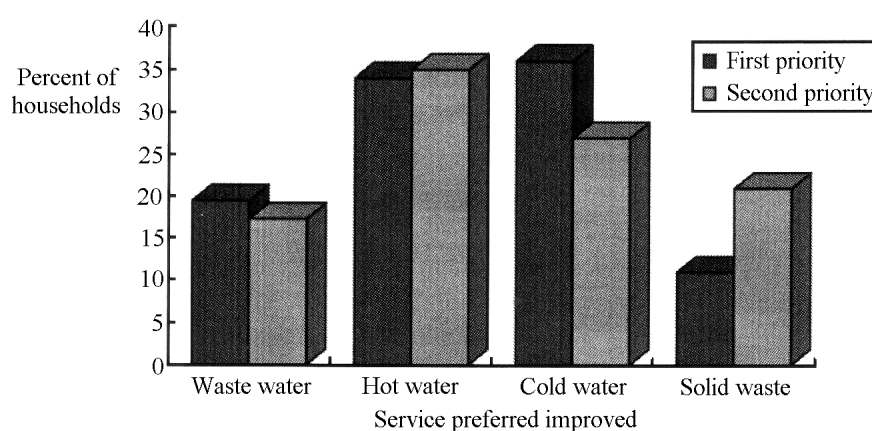 40
35
30
25
20
15
10
5
0
Percent of
households
First priority
Second priority
Waste water
Hot water
Cold water
Solid waste
Service preferred improved